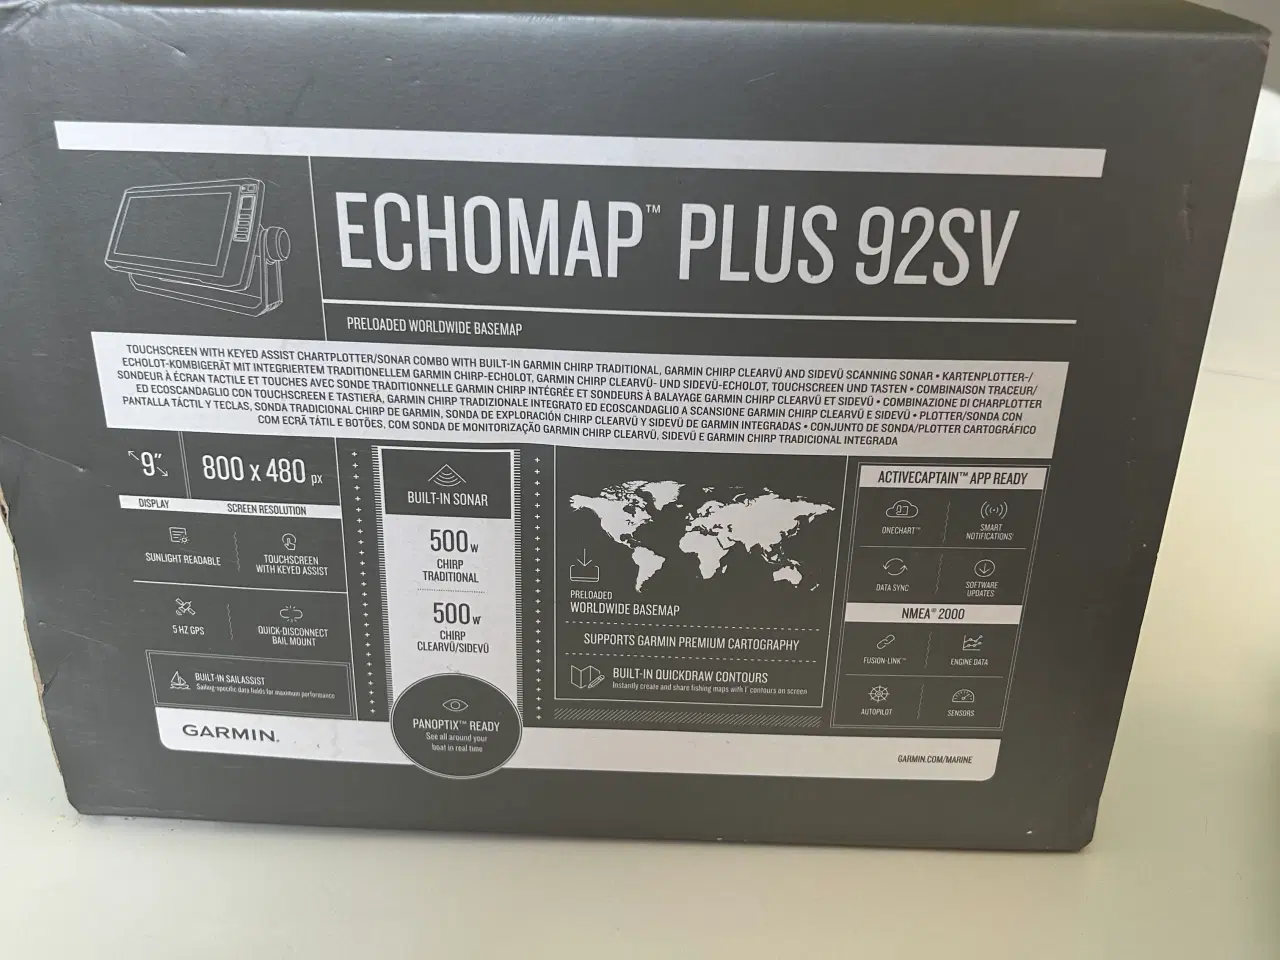 ECHOMAP™ PLUS 92SV
PRELOADED WORLDWIDE BASEMAP
TOUCHSCREEN WITH KEYED ASSIST CHARTPLOTTER/SONAR COMBO WITH BUILT-IN GARMIN CHIRP TRADITIONAL, GARMIN CHIRP CLEARVÜ AND SIDEVÜ SCANNING SONAR • KARTENPLOTTER-/
ECHOLOT-KOMBIGERÄT MIT INTEGRIERTEM TRADITIONELLEM GARMIN CHIRP-ECHOLOT, GARMIN CHIRP CLEARVÜ- UND SIDEVÜ-ECHOLOT, TOUCHSCREEN UND TASTEN • COMBINAISON TRACEUR/
SONDEUR À ÉCRAN TACTILE ET TOUCHES AVEC SONDE TRADITIONNELLE GARMIN CHIRP INTÉGRÉE ET SONDEURS À BALAYAGE GARMIN CHIRP CLEARVÜ ET SIDEVÜ • COMBINAZIONE DI CHARPLOTTER
ED ECOSCANDAGLIO CON TOUCHSCREEN E TASTIERA, GARMIN CHIRP TRADIZIONALE INTEGRATO ED ECOSCANDAGLIO A SCANSIONE GARMIN CHIRP CLEARVÜ E SIDEVÜ • PLOTTER/SONDA CON
PANTALLA TÁCTIL Y TECLAS, SONDA TRADICIONAL CHIRP DE GARMIN, SONDA DE EXPLORACIÓN CHIRP CLEARVÜ Y SIDEVÜ DE GARMIN INTEGRADAS • CONJUNTO DE SONDA/PLOTTER CARTOGRÁFICO
COM ECRÃ TÁTIL E BOTÕES, COM SONDA DE MONITORIZAÇÃO GARMIN CHIRP CLEARVÜ, SIDEVÜ E GARMIN CHIRP TRADICIONAL INTEGRADA
9″
DISPLAY
800 x 480 px
SCREEN RESOLUTION
SUNLIGHT READABLE
TOUCHSCREEN
WITH KEYED ASSIST
5 HZ GPS
QUICK-DISCONNECT
BAIL MOUNT
BUILT-IN SAILASSIST
Sailing-specific data fields for maximum performance
BUILT-IN SONAR
500 W
CHIRP
TRADITIONAL
500 W
CHIRP
CLEARVÜ/SIDEVÜ
PANOPTIX™ READY
See all around your
boat in real time
PRELOADED
WORLDWIDE BASEMAP
SUPPORTS GARMIN PREMIUM CARTOGRAPHY
BUILT-IN QUICKDRAW CONTOURS
Instantly create and share fishing maps with 1' contours on screen
ACTIVECAPTAIN™ APP READY
ONECHART™
SMART
NOTIFICATIONS
DATA SYNC
SOFTWARE
UPDATES
NMEA® 2000
FUSION-LINK™
ENGINE DATA
AUTOPILOT
SENSORS
GARMIN.
GARMIN.COM/MARINE